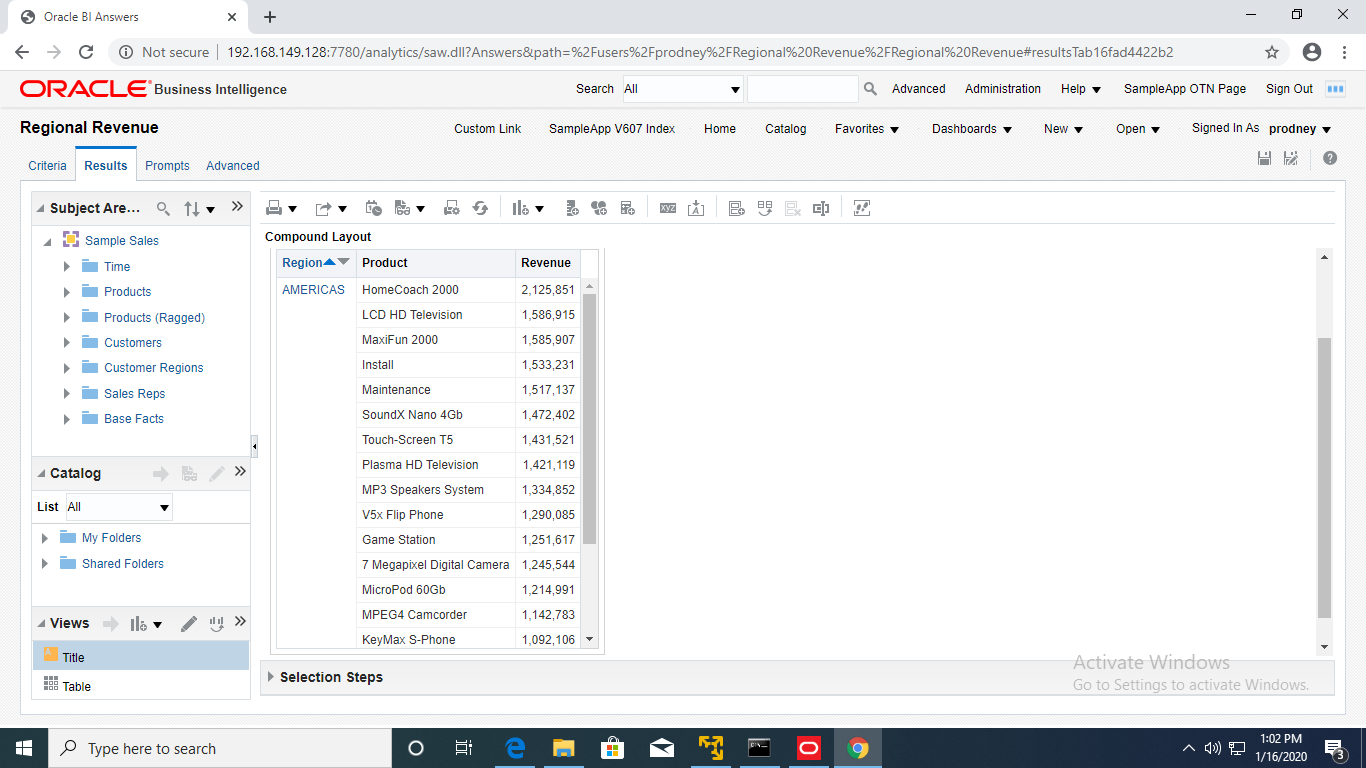 Oracle BI Answers
Not secure 192.168.149.128:7780/analytics/saw.dll?Answers&path=%2Fusers%2Fprodney%2FRegional%20Revenue%2FRegional%20Revenue#resultsTab16fad4422b2
ORACLE Business Intelligence Search All Advanced Administration Help SampleApp OTN Page Sign Out
Regional Revenue Custom Link SampleApp V607 Index Home Catalog Favorites Dashboards New Open Signed In As prodney
Criteria Results Prompts Advanced
Subject Are...
Sample Sales
Time
Products
Products (Ragged)
Customers
Customer Regions
Sales Reps
Base Facts
Catalog
List All
My Folders
Shared Folders
Views
Title
Table
xyz
Compound Layout
Region Product Revenue
AMERICAS HomeCoach 2000 2,125,851
LCD HD Television 1,586,915
MaxiFun 2000 1,585,907
Install 1,533,231
Maintenance 1,517,137
SoundX Nano 4Gb 1,472,402
Touch-Screen T5 1,431,521
Plasma HD Television 1,421,119
MP3 Speakers System 1,334,852
V5x Flip Phone 1,290,085
Game Station 1,251,617
7 Megapixel Digital Camera 1,245,544
MicroPod 60Gb 1,214,991
MPEG4 Camcorder 1,142,783
KeyMax S-Phone 1,092,106
Selection Steps
Activate Windows
Go to Settings to activate Windows.
Type here to search
1:02 PM
1/16/2020
3